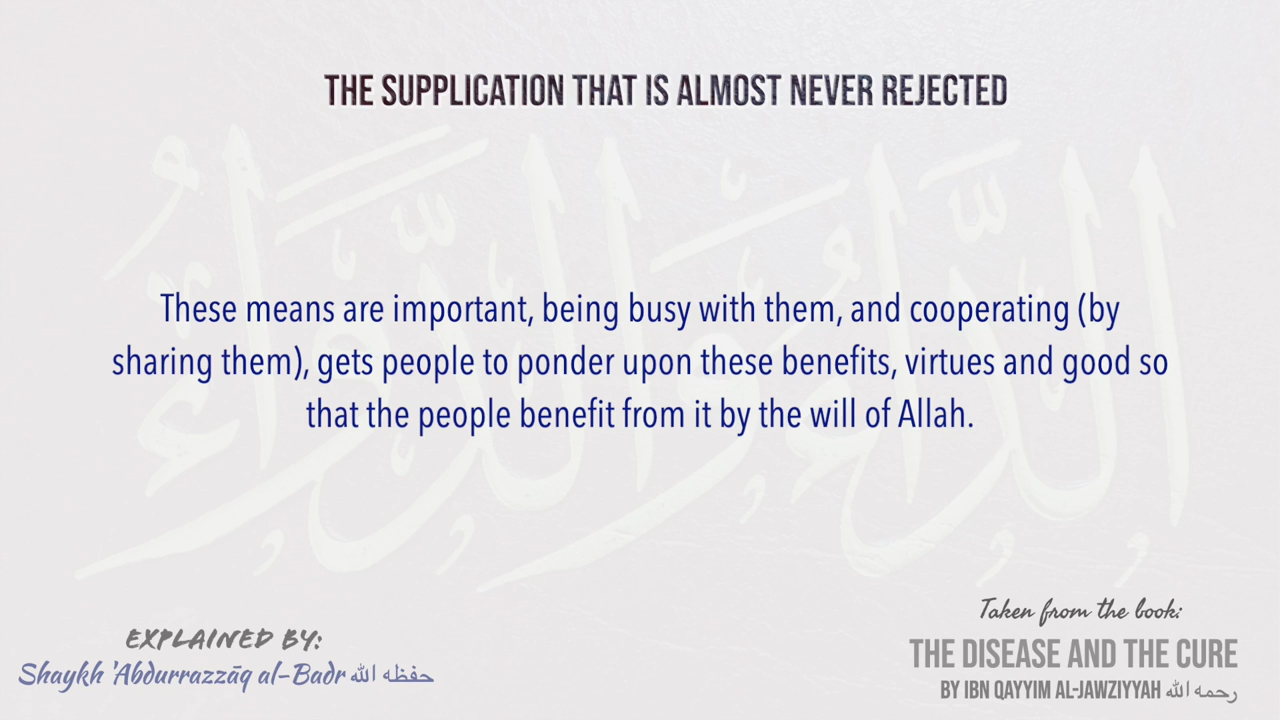 THE SUPPLICATION THAT IS ALMOST NEVER REJECTED
الداء والدواء
These means are important, being busy with them, and cooperating (by
sharing them), gets people to ponder upon these benefits, virtues and good so
that the people benefit from it by the will of Allah.
EXPLAINED BY:
Shaykh 'Abdurrazzāq al-Badr حفظه الله
Taken from the book:
THE DISEASE AND THE CURE
BY IBN QAYYIM AL-JAWZIYYAH رحمه الله